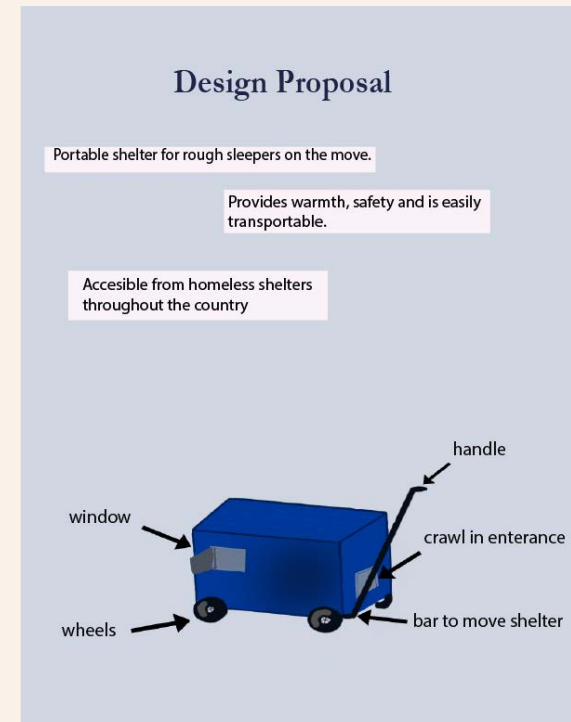 Design Proposal
Portable shelter for rough sleepers on the move.
Provides warmth, safety and is easily
transportable.
Accesible from homeless shelters
throughout the country
handle
window
crawl in enterance
wheels
bar to move shelter